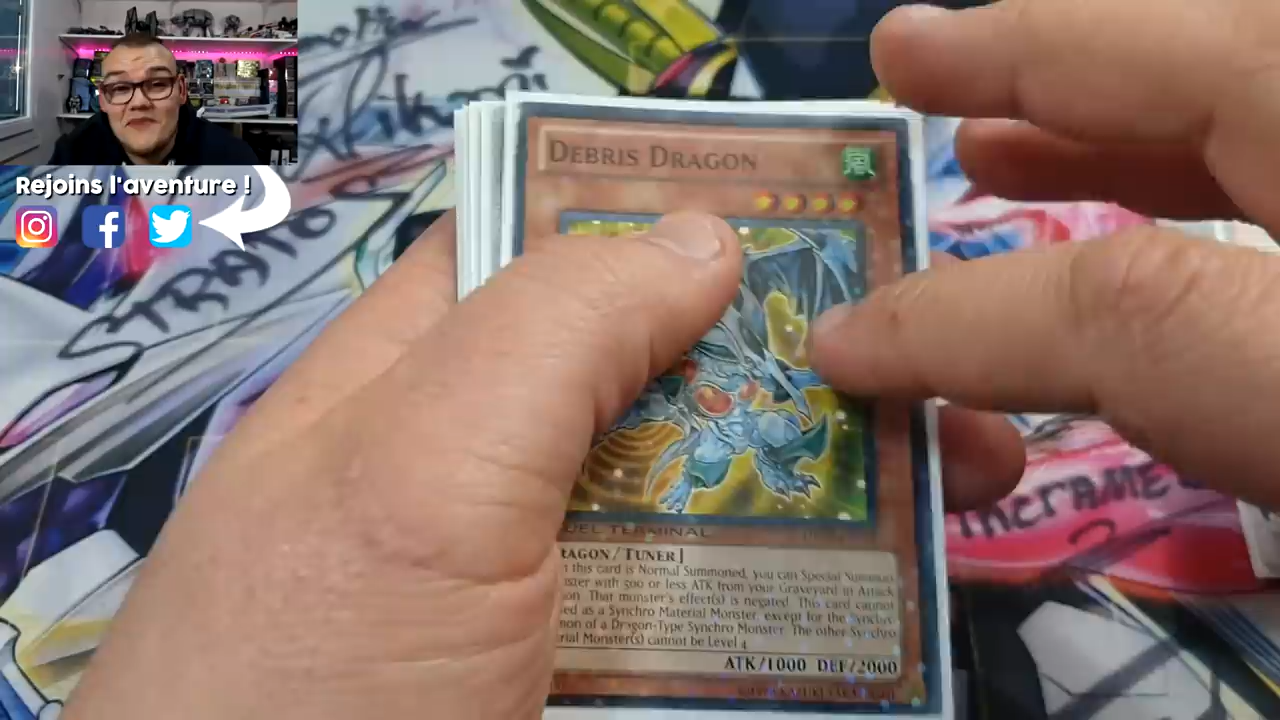 Rejoins l'aventure !
STRATO
DEBRIS DRAGON
風
DUEL TERMINAL
RAGON/TUNER]
this card is Normal Summoned, you can Special Summon
ster with 500 or less ATK from your Graveyard in Attack
on. That monster's effect(s) is negated. This card cannot
ed as a Synchro Material Monster, except for the Synchro
mon of a Dragon-Type Synchro Monster. The other Synchro
rial Monster(s) cannot be Level 4
ATK/1000 DEF/2000